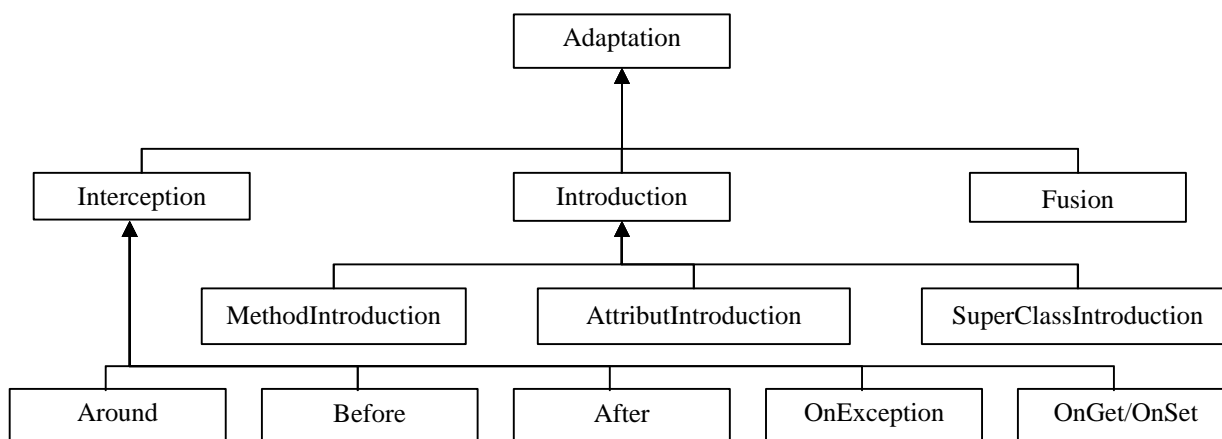 Adaptation
Interception
Introduction
Fusion
MethodIntroduction
AttributIntroduction
SuperClassIntroduction
Around
Before
After
OnException
OnGet/OnSet